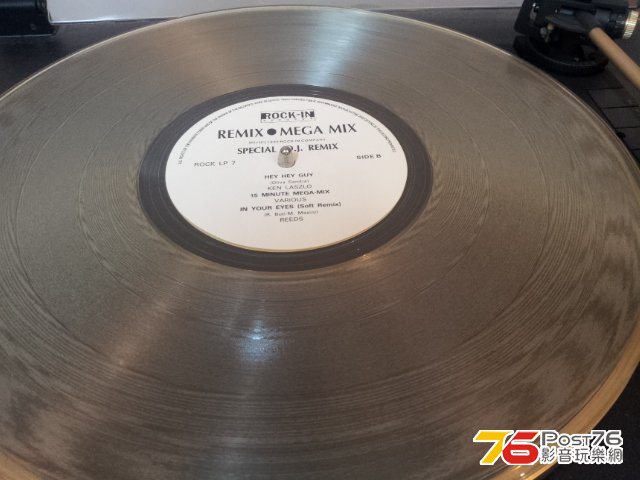 ROCK-IN
REMIX ● MEGA MIX
SPECIAL D.J. REMIX
ROCK LP 7
SIDE B
HEY HEY GUY
KEN LASZLO
15 MINUTE MEGA-MIX
VARIOUS
IN YOUR EYES (Soft Remix)
REEDS
76 Post76
影音玩樂網